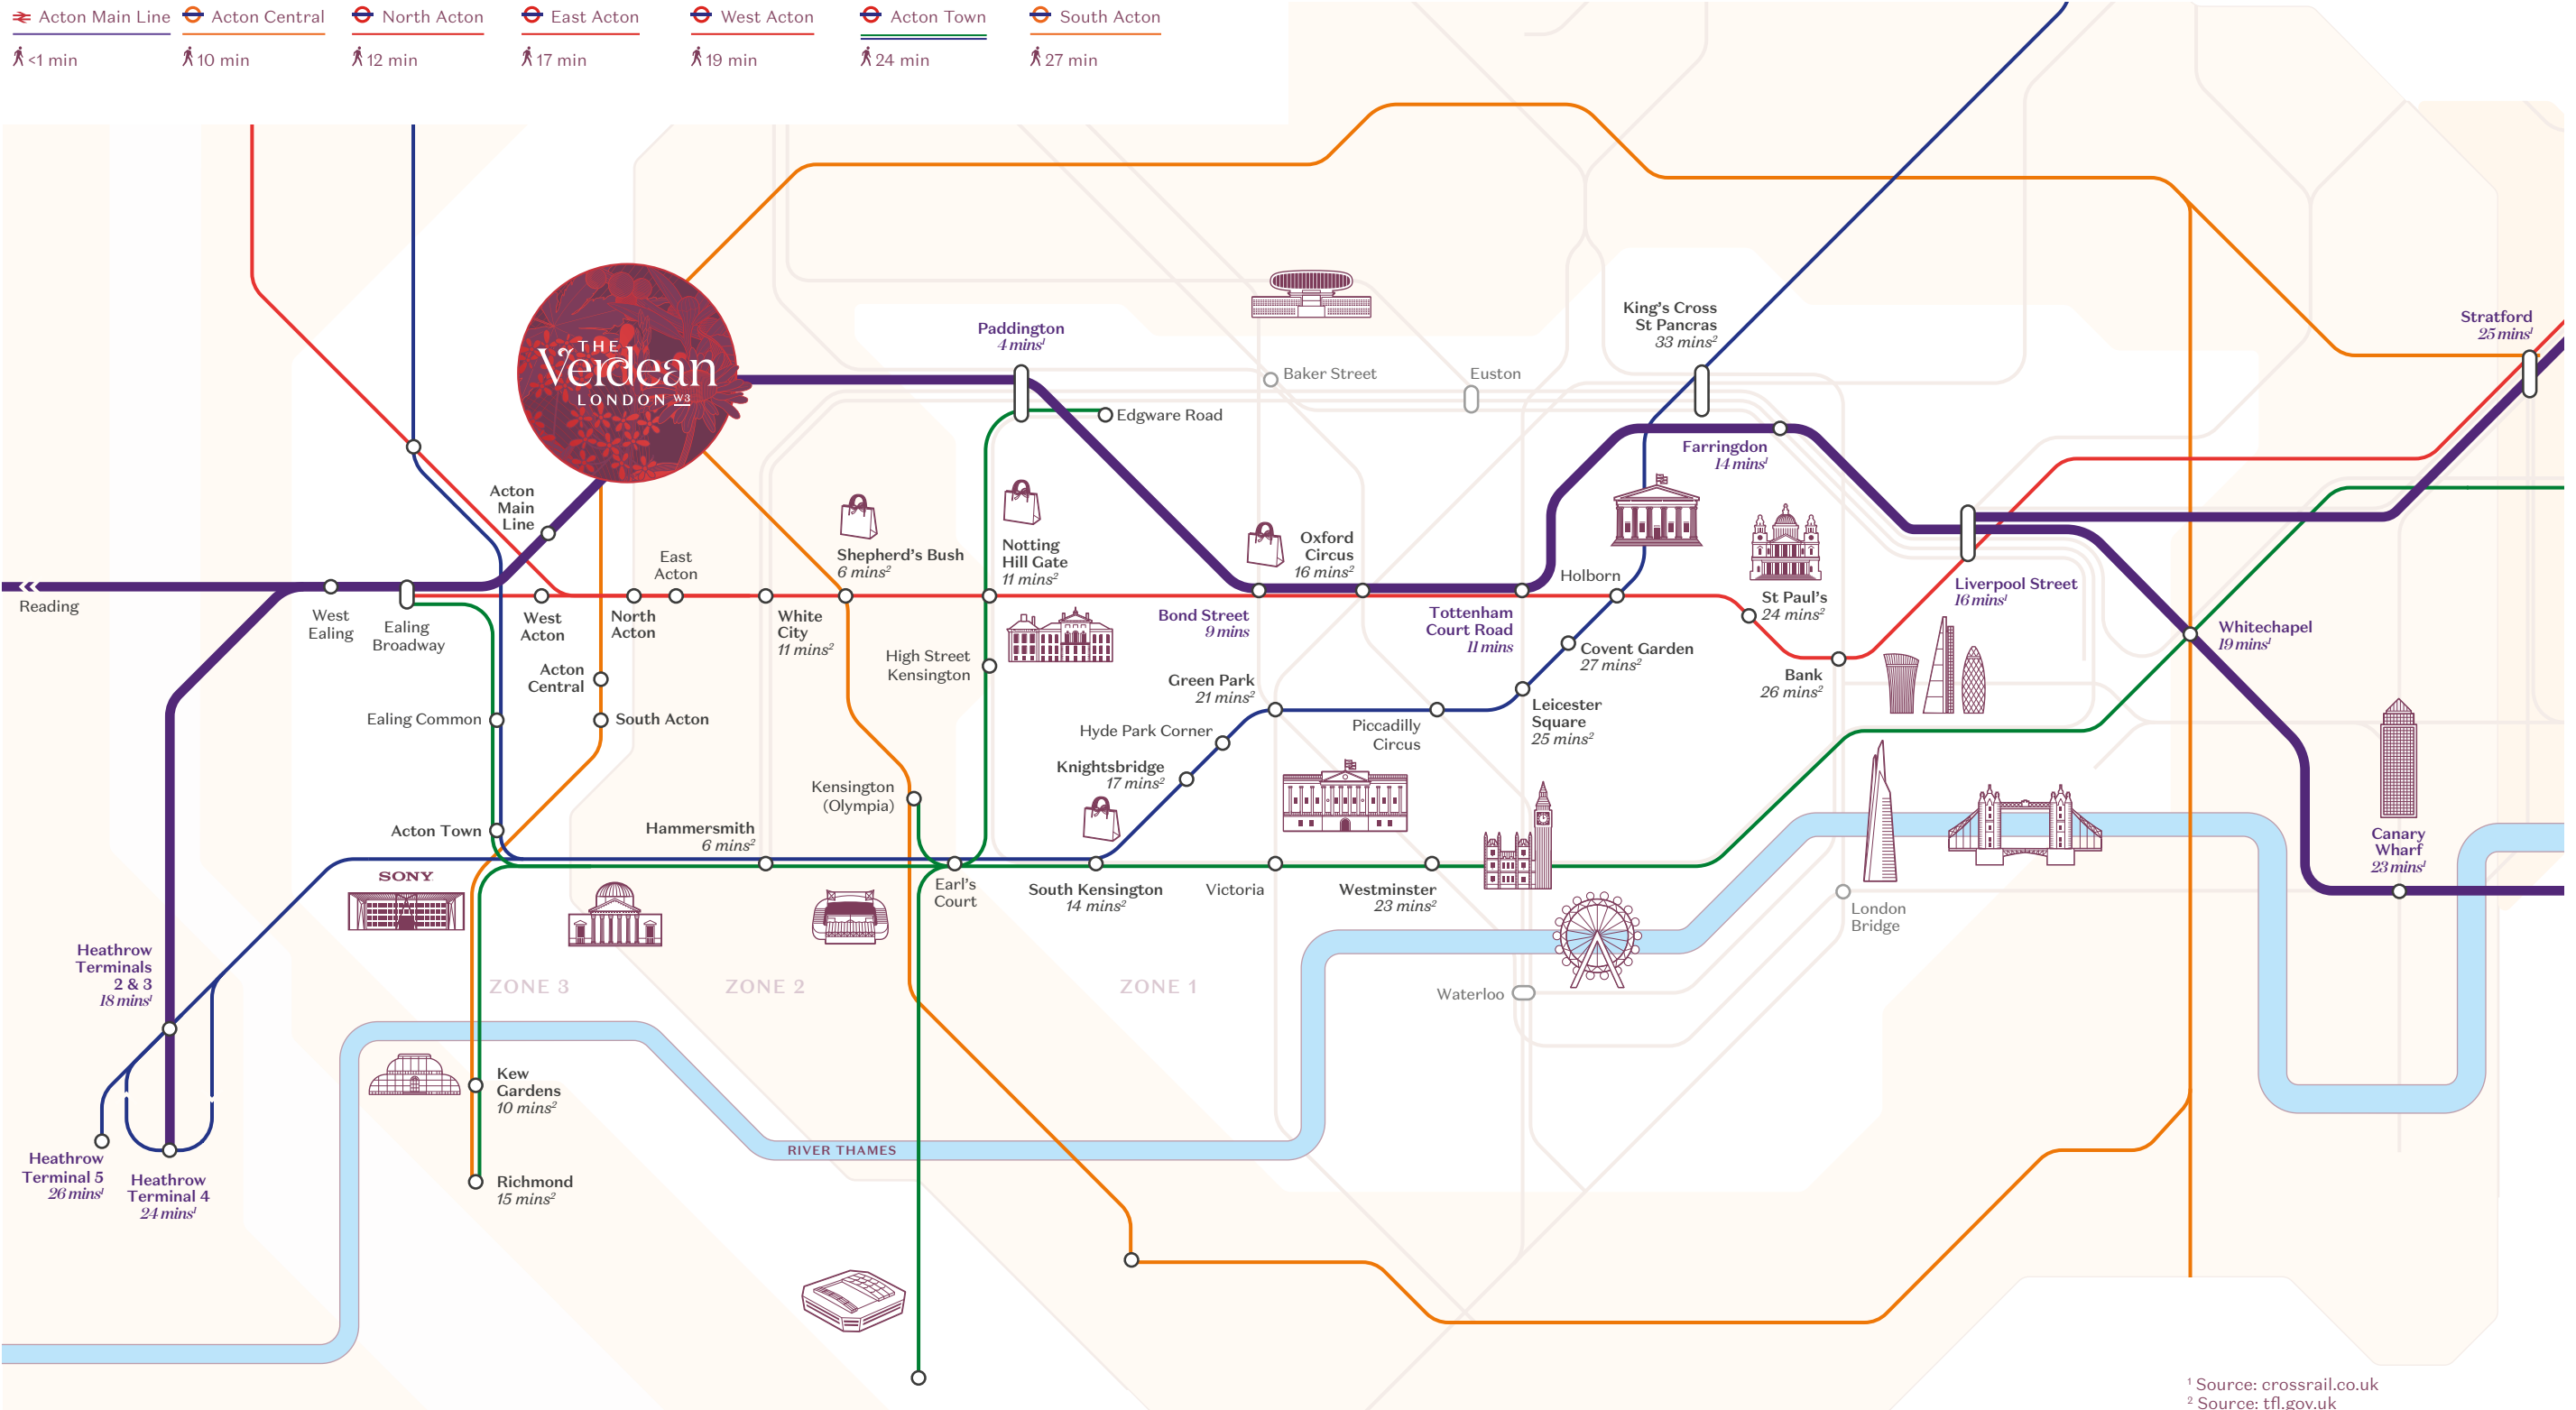 Acton Main Line
<1 min
Acton Central
10 min
North Acton
12 min
East Acton
17 min
West Acton
19 min
Acton Town
24 min
South Acton
27 min
THE
Verdean
LONDON W3
Paddington
4 mins¹
Edgware Road
Baker Street
Euston
King's Cross
St Pancras
33 mins²
Stratford
25 mins¹
Farringdon
14 mins¹
Acton
Main
Line
Reading
West
Ealing
Ealing
Broadway
West
Acton
North
Acton
East
Acton
White
City
11 mins²
Shepherd's Bush
6 mins²
Notting
Hill Gate
11 mins²
Bond Street
9 mins
Oxford
Circus
16 mins²
Tottenham
Court Road
11 mins
Holborn
St Paul's
24 mins²
Bank
26 mins²
Liverpool Street
16 mins¹
Whitechapel
19 mins¹
Acton
Central
South Acton
Ealing Common
Acton Town
High Street
Kensington
Kensington
(Olympia)
Green Park
21 mins²
Hyde Park Corner
Knightsbridge
17 mins²
Piccadilly
Circus
Leicester
Square
25 mins²
Covent Garden
27 mins²
Hammersmith
6 mins²
Earl's
Court
South Kensington
14 mins²
Victoria
Westminster
23 mins²
London
Bridge
Waterloo
Canary
Wharf
23 mins¹
SONY
ZONE 3
ZONE 2
ZONE 1
Heathrow
Terminals
2 & 3
18 mins¹
Heathrow
Terminal 5
26 mins¹
Heathrow
Terminal 4
24 mins¹
Kew
Gardens
10 mins²
Richmond
15 mins²
RIVER THAMES
¹ Source: crossrail.co.uk
² Source: tfl.gov.uk